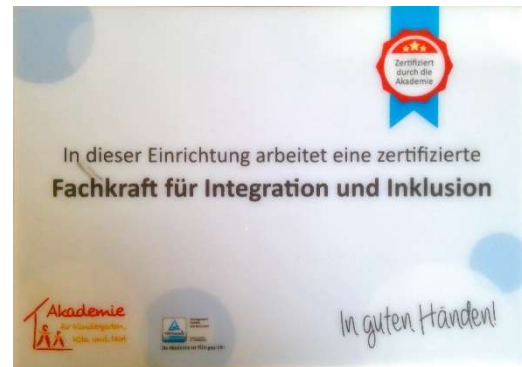 Zertifiziert
durch die
Akademie
In dieser Einrichtung arbeitet eine zertifizierte
Fachkraft für Integration und Inklusion
Akademie
für Kindergarten,
Kita und Hort
In guten Händen!